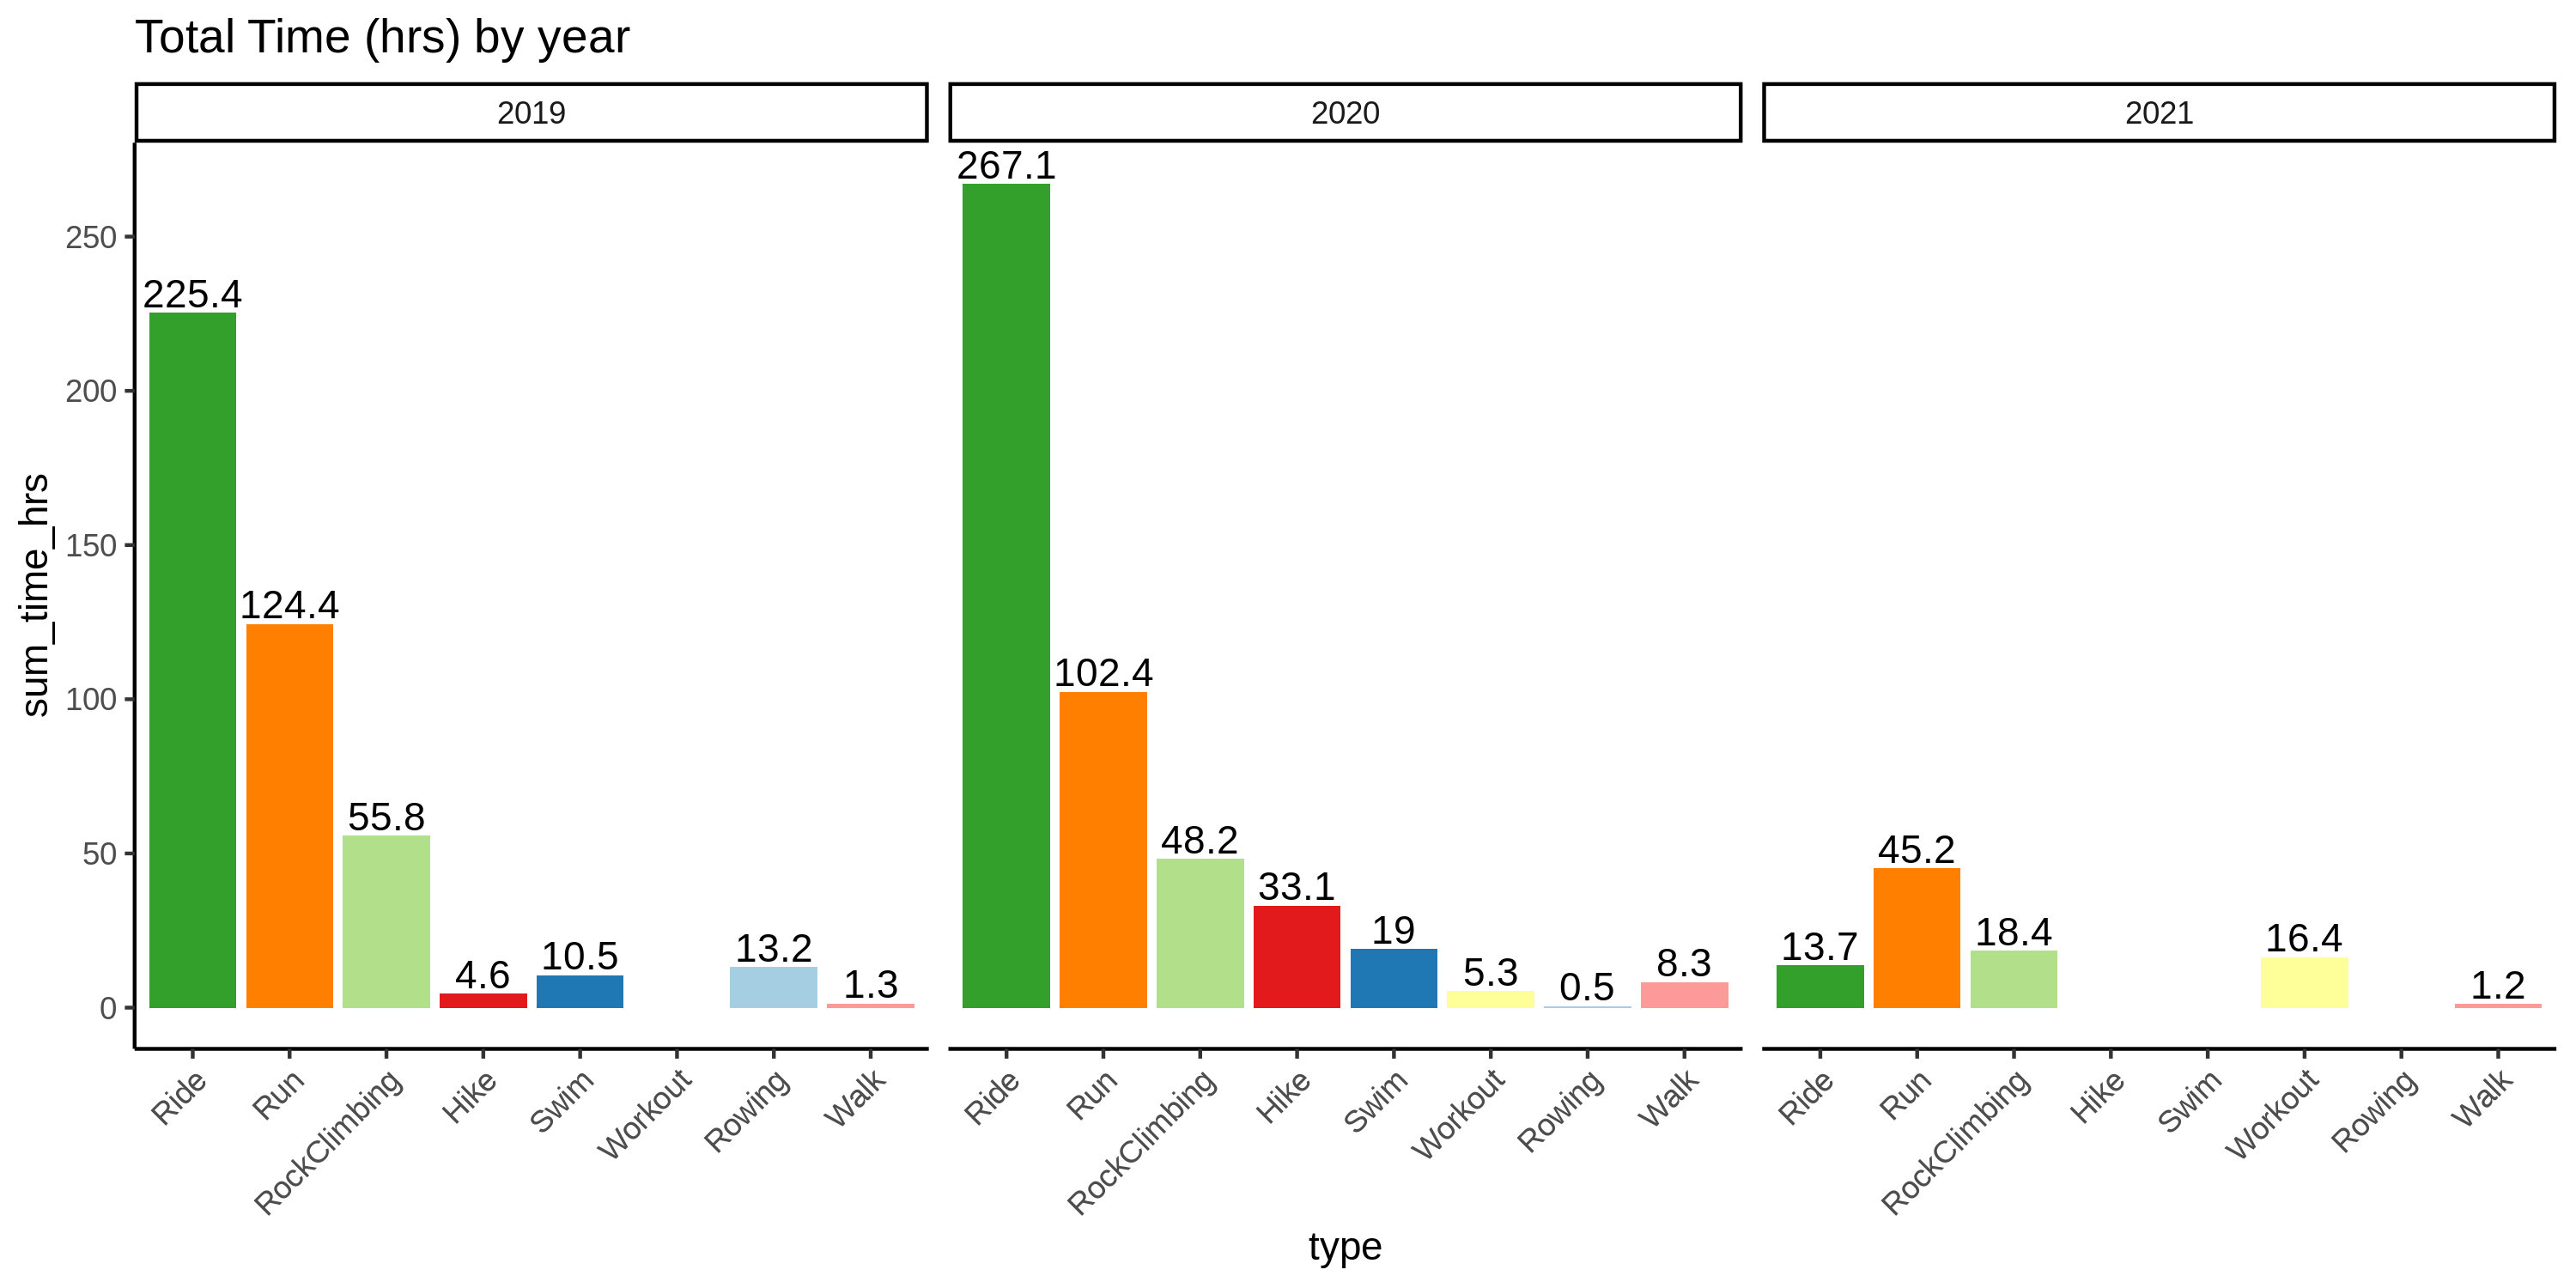 Total Time (hrs) by year
2019
2020
2021
sum_time_hrs
250
200
150
100
50
0
225.4
124.4
55.8
4.6
10.5
13.2
1.3
267.1
102.4
48.2
33.1
19
5.3
0.5
8.3
13.7
45.2
18.4
16.4
1.2
Ride
Run
RockClimbing
Hike
Swim
Workout
Rowing
Walk
Ride
Run
RockClimbing
Hike
Swim
Workout
Rowing
Walk
Ride
Run
RockClimbing
Hike
Swim
Workout
Rowing
Walk
type